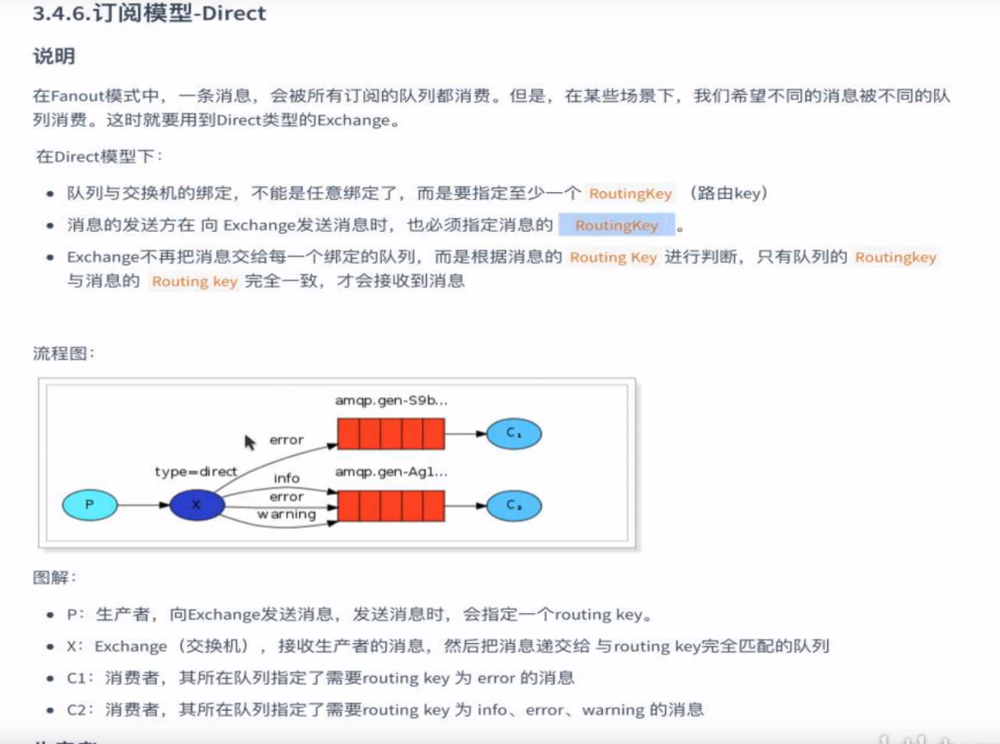 3.4.6.订阅模型-Direct
说明
在Fanout模式中，一条消息，会被所有订阅的队列都消费。但是，在某些场景下，我们希望不同的消息被不同的队
列消费。这时就要用到Direct类型的Exchange。
在Direct模型下：
队列与交换机的绑定，不能是任意绑定了，而是要指定至少一个 RoutingKey （路由key）
消息的发送方在 向 Exchange发送消息时，也必须指定消息的 RoutingKey 。
Exchange不再把消息交给每一个绑定的队列，而是根据消息的 Routing Key 进行判断，只有队列的 Routingkey
与消息的 Routing key 完全一致，才会接收到消息
流程图：
amqp.gen-S9b...
error
C₁
type=direct
info
amqp.gen-Ag1...
P
X
error
C₂
warning
图解：
P：生产者，向Exchange发送消息，发送消息时，会指定一个routing key。
X：Exchange（交换机），接收生产者的消息，然后把消息递交给 与routing key完全匹配的队列
C1：消费者，其所在队列指定了需要routing key 为 error 的消息
C2：消费者，其所在队列指定了需要routing key 为 info、error、warning 的消息